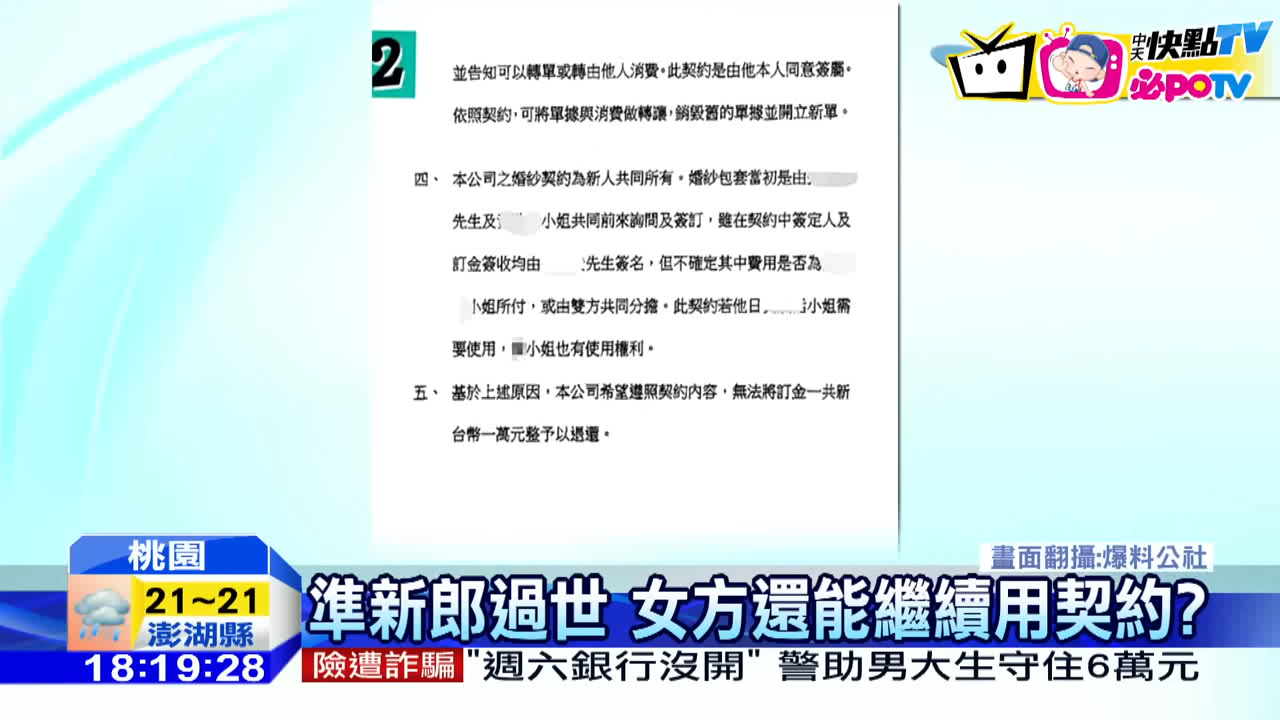 2
並告知可以轉單或轉由他人消費。此契約是由他本人同意簽屬。
依照契約，可將單據與消費做轉讓，銷毀舊的單據並開立新單。
四、 本公司之婚紗契約為新人共同所有。婚紗包套當初是由
先生及 小姐共同前來詢問及簽訂，雖在契約中簽定人及
訂金簽收均由 先生簽名，但不確定其中費用是否為
小姐所付，或由雙方共同分擔。此契約若他日 小姐需
要使用， 小姐也有使用權利。
五、 基於上述原因，本公司希望遵照契約內容，無法將訂金一共新
台幣一萬元整予以退還。
中天快點TV
必POTV
畫面翻攝:爆料公社
桃園
21~21
澎湖縣
18:19:28
準新郎過世 女方還能繼續用契約?
險遭詐騙 "週六銀行沒開" 警助男大生守住6萬元